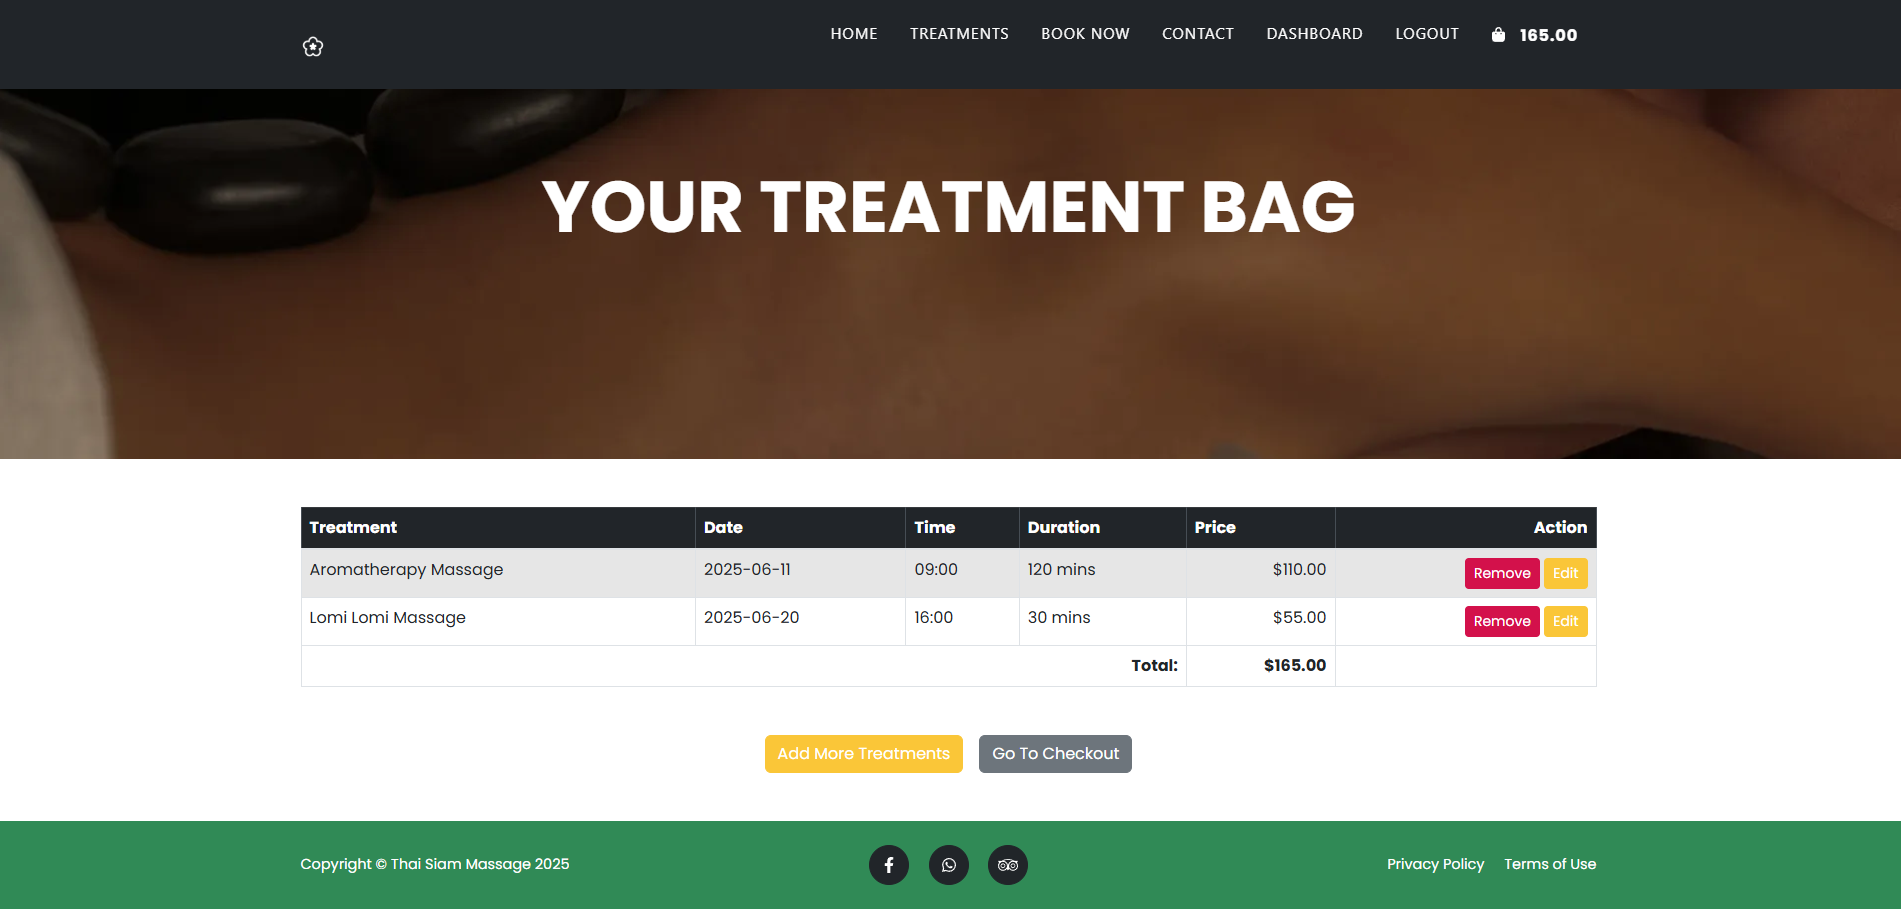 HOME TREATMENTS BOOK NOW CONTACT DASHBOARD LOGOUT 165.00
YOUR TREATMENT BAG
Treatment Date Time Duration Price Action
Aromatherapy Massage 2025-06-11 09:00 120 mins $110.00 Remove Edit
Lomi Lomi Massage 2025-06-20 16:00 30 mins $55.00 Remove Edit
Total: $165.00
Add More Treatments Go To Checkout
Copyright © Thai Siam Massage 2025 Privacy Policy Terms of Use